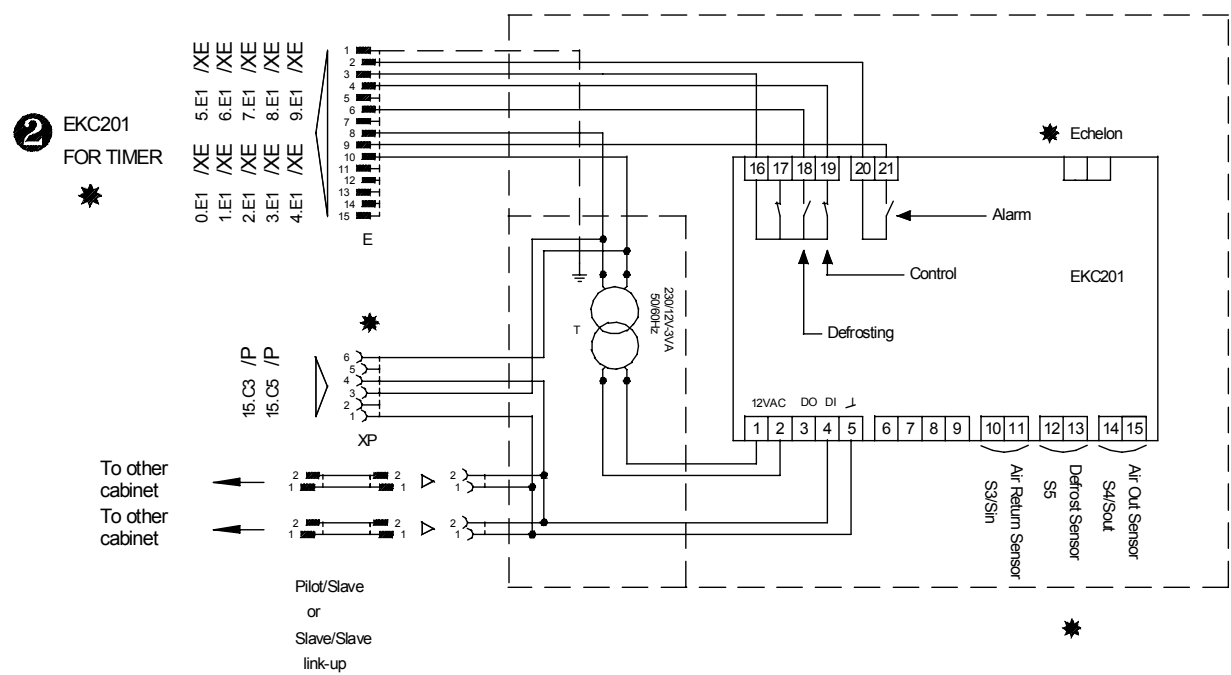 2
EKC201
FOR TIMER
5.E1 /XE
6.E1 /XE
7.E1 /XE
8.E1 /XE
9.E1 /XE
0.E1 /XE
1.E1 /XE
2.E1 /XE
3.E1 /XE
4.E1 /XE
1
2
3
4
5
6
7
8
9
10
11
12
13
14
15
E
Echelon
16 17 18 19 20 21
Alarm
Control
EKC201
Defrosting
T
230/12V-3VA
50/60Hz
12VAC DO DI
1 2 3 4 5 6 7 8 9 10 11 12 13 14 15
Air Return Sensor
S3/Sin
Defrost Sensor
S5
Air Out Sensor
S4/Sout
15.C3 /P
15.C5 /P
6
5
4
3
2
1
XP
To other
cabinet
2 2 2
1 1 1
To other
cabinet
2 2 2
1 1 1
Pilot/Slave
or
Slave/Slave
link-up